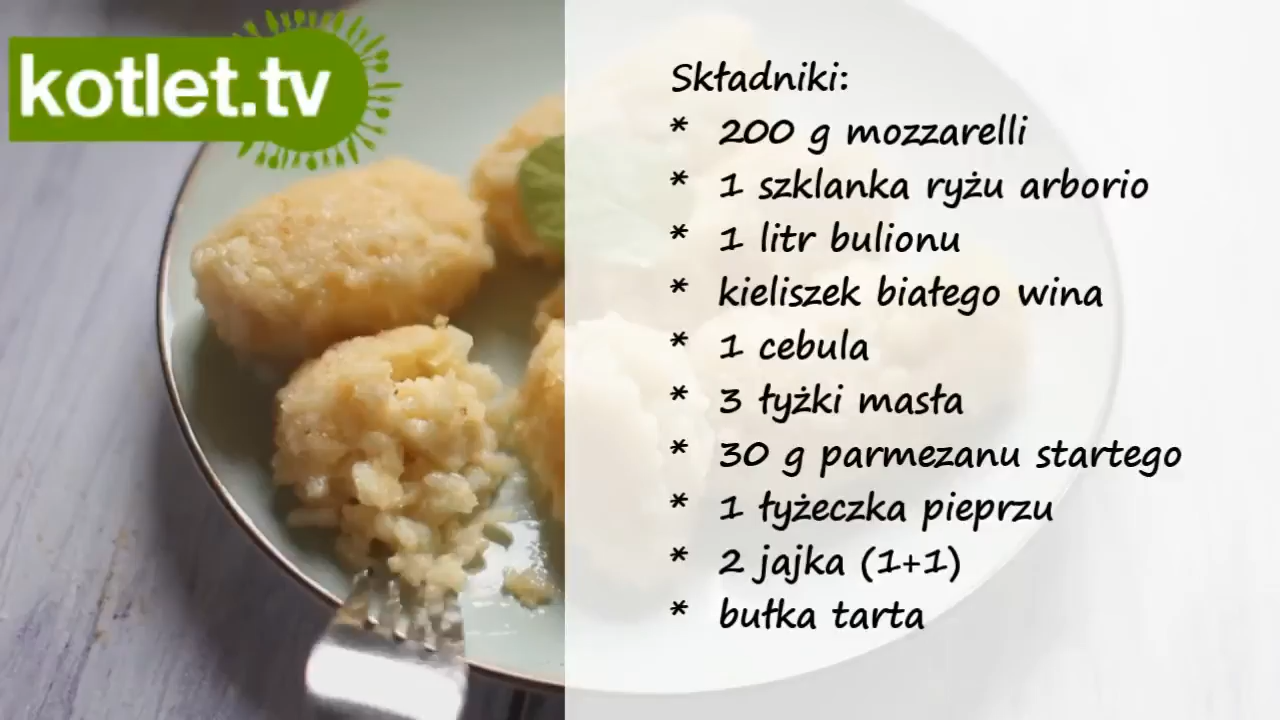 kotlet.tv
Składniki:
* 200 g mozzarelli
* 1 szklanka ryżu arborio
* 1 litr bulionu
* kieliszek białego wina
* 1 cebula
* 3 łyżki masła
* 30 g parmezanu startego
* 1 łyżeczka pieprzu
* 2 jajka (1+1)
* bułka tarta